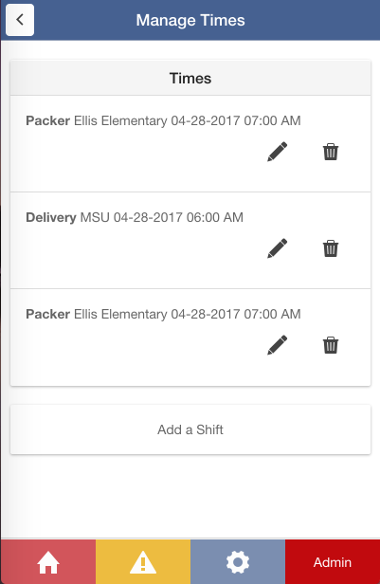 Manage Times
Times
Packer Ellis Elementary 04-28-2017 07:00 AM
Delivery MSU 04-28-2017 06:00 AM
Packer Ellis Elementary 04-28-2017 07:00 AM
Add a Shift
Admin